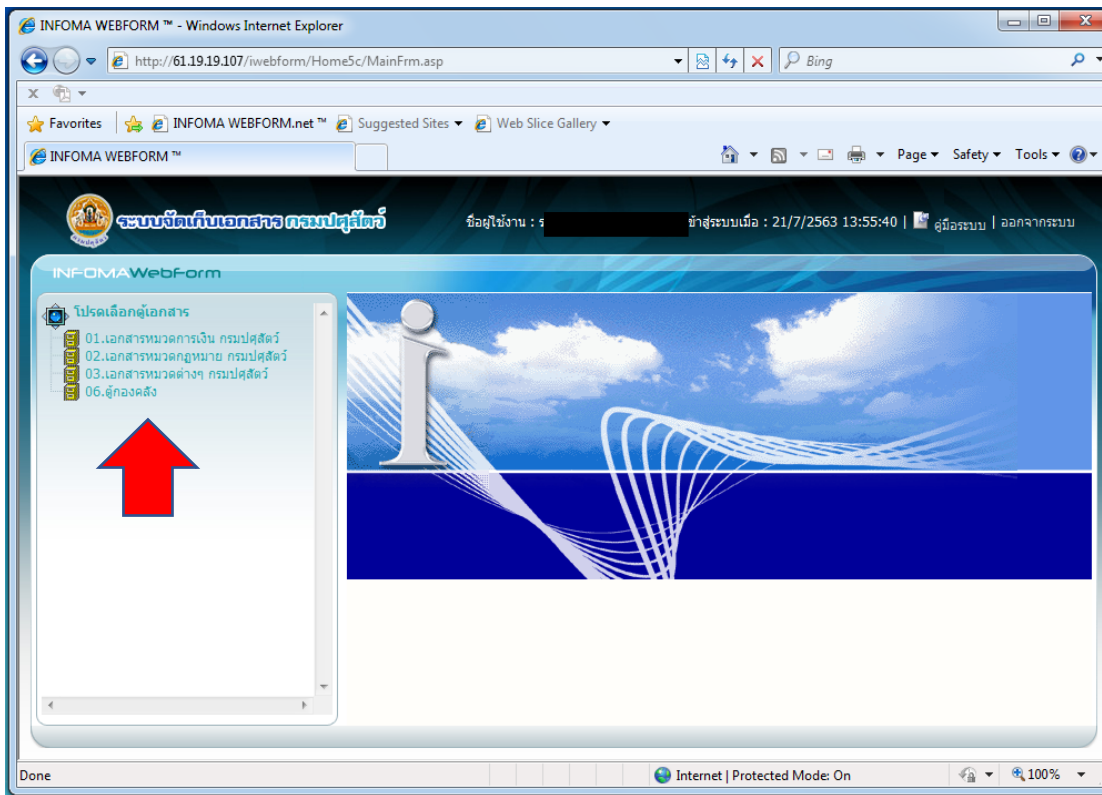 INFOMA WEBFORM ™ - Windows Internet Explorer
http://61.19.19.107/iwebform/Home5c/MainFrm.asp
Bing
x
Favorites INFOMA WEBFORM.net ™ Suggested Sites Web Slice Gallery
INFOMA WEBFORM ™
Page Safety Tools
ระบบจัดเก็บเอกสาร กรมปศุสัตว์
ชื่อผู้ใช้งาน : ร เข้าสู่ระบบเมื่อ : 21/7/2563 13:55:40 | คู่มือระบบ | ออกจากระบบ
INFOMAWebForm
โปรดเลือกตู้เอกสาร
01.เอกสารหมวดการเงิน กรมปศุสัตว์
02.เอกสารหมวดกฏหมาย กรมปศุสัตว์
03.เอกสารหมวดต่างๆ กรมปศุสัตว์
06.ตู้กองคลัง
i
Done
Internet | Protected Mode: On
100%